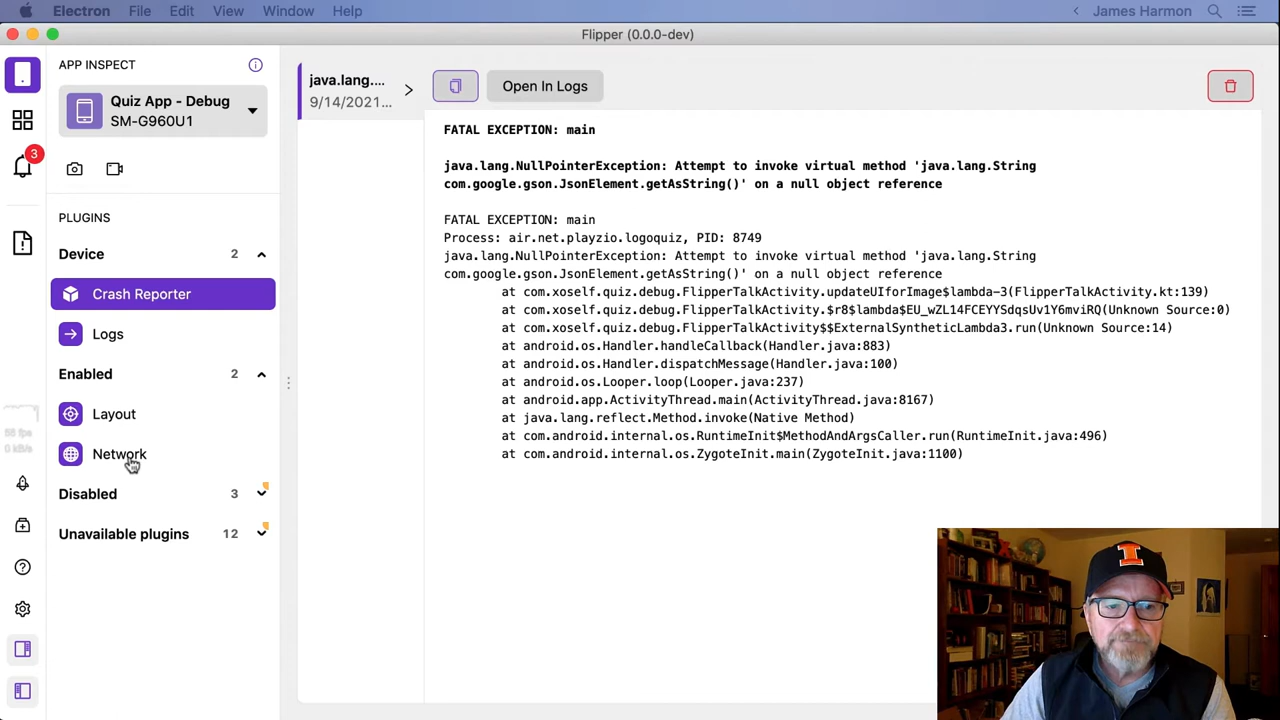 Electron File Edit View Window Help
James Harmon
Flipper (0.0.0-dev)
APP INSPECT
Quiz App - Debug
SM-G960U1
3
PLUGINS
Device 2
Crash Reporter
Logs
Enabled 2
Layout
Network
Disabled 3
Unavailable plugins 12
55 fps
0 kB/s
java.lang....
9/14/2021...
Open In Logs
FATAL EXCEPTION: main
java.lang.NullPointerException: Attempt to invoke virtual method 'java.lang.String
com.google.gson.JsonElement.getAsString()' on a null object reference
FATAL EXCEPTION: main
Process: air.net.playzio.logoquiz, PID: 8749
java.lang.NullPointerException: Attempt to invoke virtual method 'java.lang.String
com.google.gson.JsonElement.getAsString()' on a null object reference
at com.xoself.quiz.debug.FlipperTalkActivity.updateUIforImage$lambda-3(FlipperTalkActivity.kt:139)
at com.xoself.quiz.debug.FlipperTalkActivity.$r8$lambda$EU_wZL14FCEYYSdqsUv1Y6mviRQ(Unknown Source:0)
at com.xoself.quiz.debug.FlipperTalkActivity$$ExternalSyntheticLambda3.run(Unknown Source:14)
at android.os.Handler.handleCallback(Handler.java:883)
at android.os.Handler.dispatchMessage(Handler.java:100)
at android.os.Looper.loop(Looper.java:237)
at android.app.ActivityThread.main(ActivityThread.java:8167)
at java.lang.reflect.Method.invoke(Native Method)
at com.android.internal.os.RuntimeInit$MethodAndArgsCaller.run(RuntimeInit.java:496)
at com.android.internal.os.ZygoteInit.main(ZygoteInit.java:1100)
I